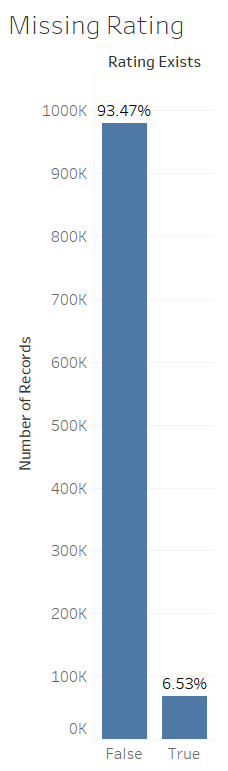 Missing Rating
Rating Exists
1000K
93.47%
900K
800K
700K
600K
Number of Records
500K
400K
300K
200K
100K
6.53%
0K
False
True